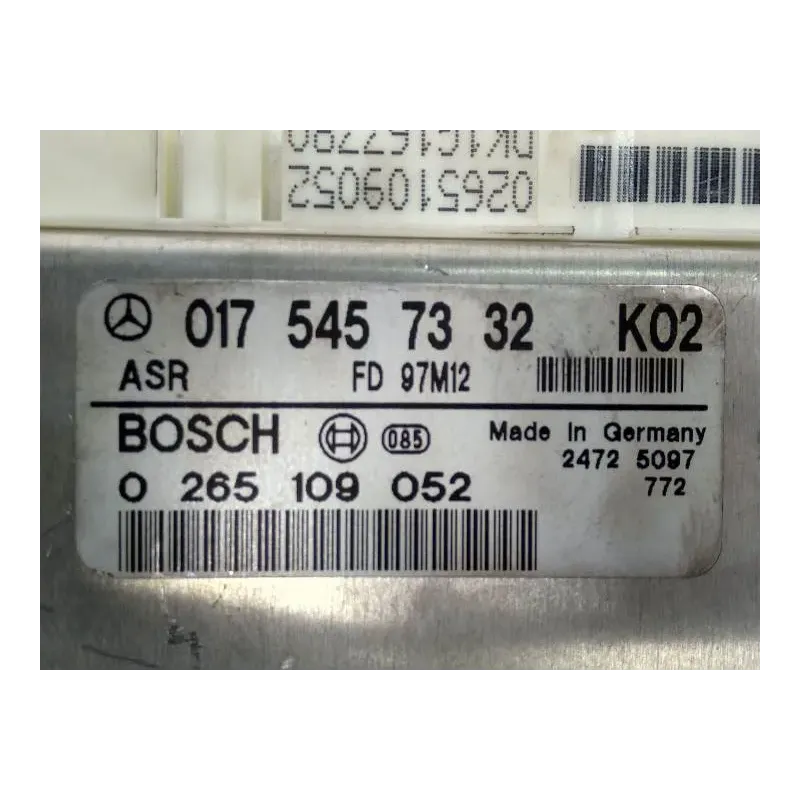 0265109052
017 545 73 32 K02
ASR FD 97M12
BOSCH 085 Made in Germany
2472 5097
0 265 109 052 772